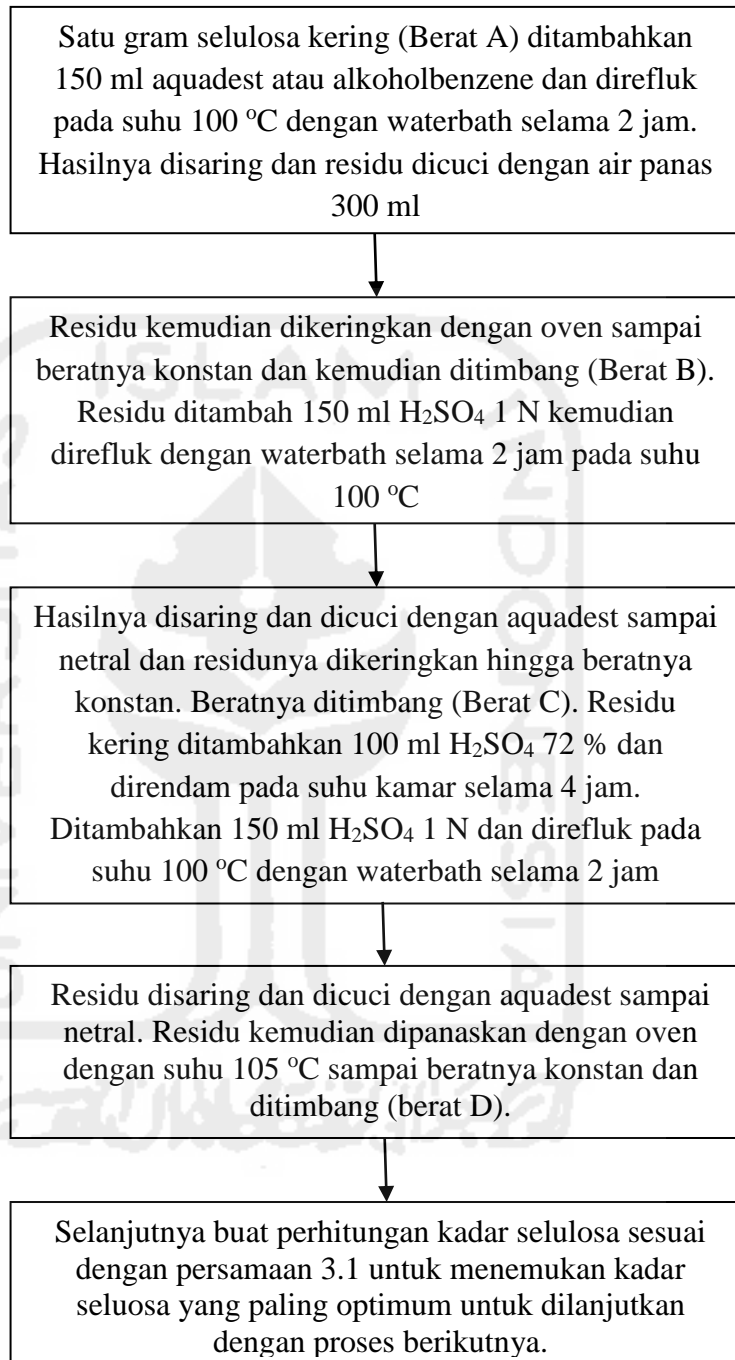 Satu gram selulosa kering (Berat A) ditambahkan
150 ml aquadest atau alkoholbenzene dan direfluk
pada suhu 100 °C dengan waterbath selama 2 jam.
Hasilnya disaring dan residu dicuci dengan air panas
300 ml
Residu kemudian dikeringkan dengan oven sampai
beratnya konstan dan kemudian ditimbang (Berat B).
Residu ditambah 150 ml H₂SO₄ 1 N kemudian
direfluk dengan waterbath selama 2 jam pada suhu
100 °C
Hasilnya disaring dan dicuci dengan aquadest sampai
netral dan residunya dikeringkan hingga beratnya
konstan. Beratnya ditimbang (Berat C). Residu
kering ditambahkan 100 ml H₂SO₄ 72 % dan
direndam pada suhu kamar selama 4 jam.
Ditambahkan 150 ml H₂SO₄ 1 N dan direfluk pada
suhu 100 °C dengan waterbath selama 2 jam
Residu disaring dan dicuci dengan aquadest sampai
netral. Residu kemudian dipanaskan dengan oven
dengan suhu 105 °C sampai beratnya konstan dan
ditimbang (berat D).
Selanjutnya buat perhitungan kadar selulosa sesuai
dengan persamaan 3.1 untuk menemukan kadar
seluosa yang paling optimum untuk dilanjutkan
dengan proses berikutnya.
ISLAM
INDONESIA